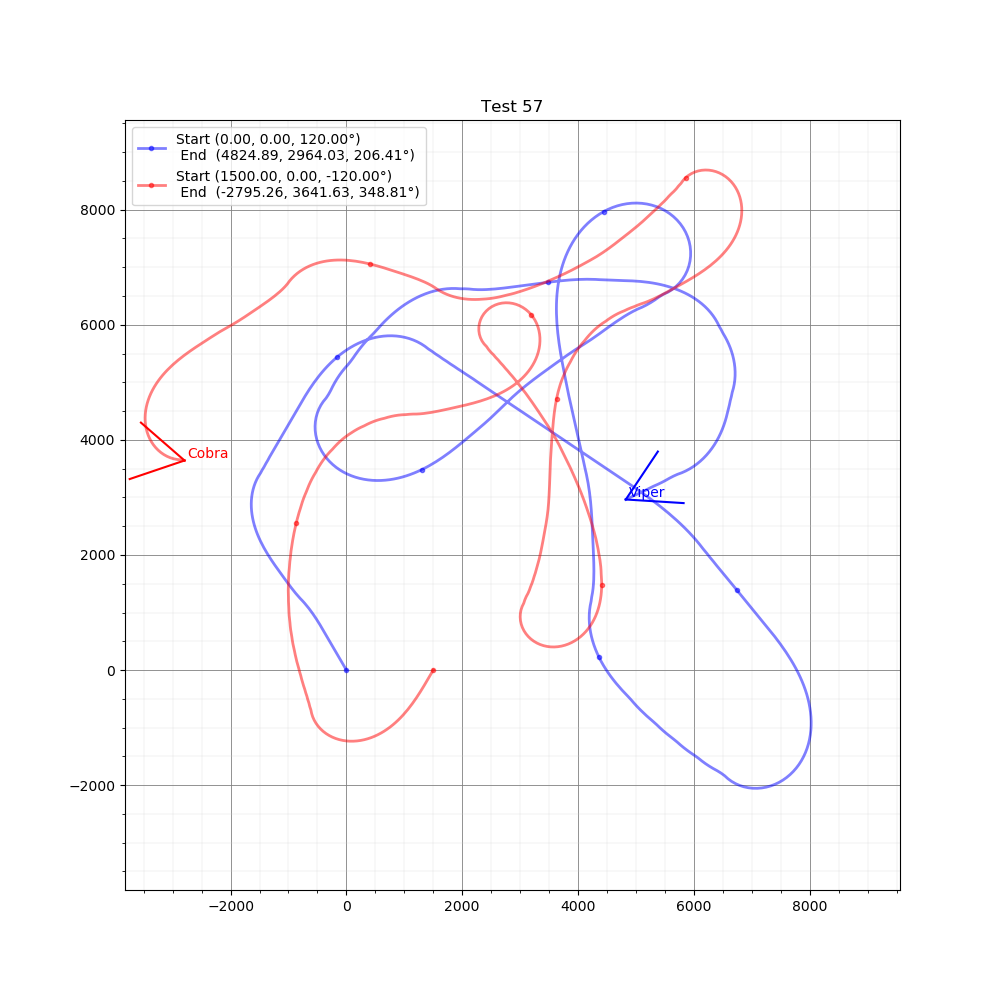 Test 57
Start (0.00, 0.00, 120.00°)
End (4824.89, 2964.03, 206.41°)
Start (1500.00, 0.00, -120.00°)
End (-2795.26, 3641.63, 348.81°)
8000
6000
4000
2000
0
−2000
Cobra
Viper
−2000
0
2000
4000
6000
8000